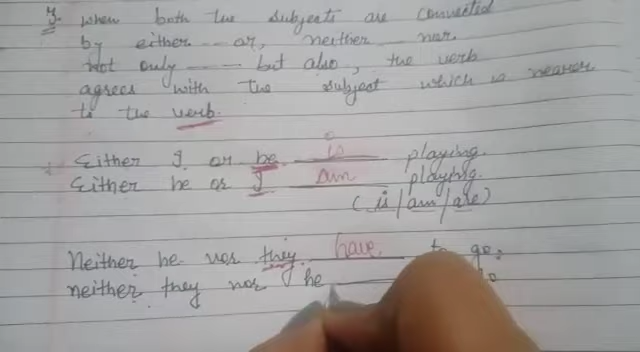 7. When both the subjects are connected
by either --- or, neither --- nor,
Not only ---- but also, the verb
agrees with the subject which is nearer
to the verb.
Either I or he is playing.
Either he or I am playing.
(is/am/are)
Neither he nor they have to go.
neither they nor he